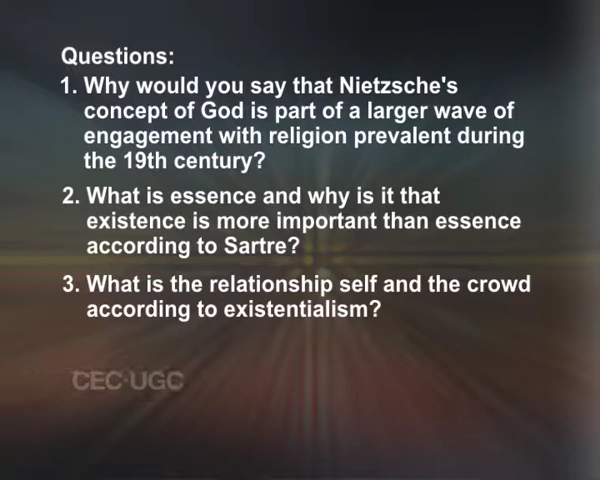 Questions:
1. Why would you say that Nietzsche's
concept of God is part of a larger wave of
engagement with religion prevalent during
the 19th century?
2. What is essence and why is it that
existence is more important than essence
according to Sartre?
3. What is the relationship self and the crowd
according to existentialism?
CEC-UGC